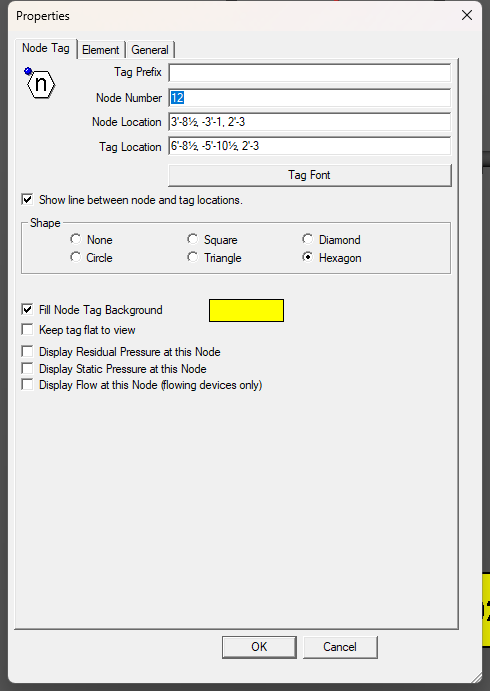 Properties
Node Tag Element General
n
Tag Prefix
Node Number 12
Node Location 3'-8½, -3'-1, 2'-3
Tag Location 6'-8½, -5'-10½, 2'-3
Tag Font
Show line between node and tag locations.
Shape
None Square Diamond
Circle Triangle Hexagon
Fill Node Tag Background
Keep tag flat to view
Display Residual Pressure at this Node
Display Static Pressure at this Node
Display Flow at this Node (flowing devices only)
OK Cancel